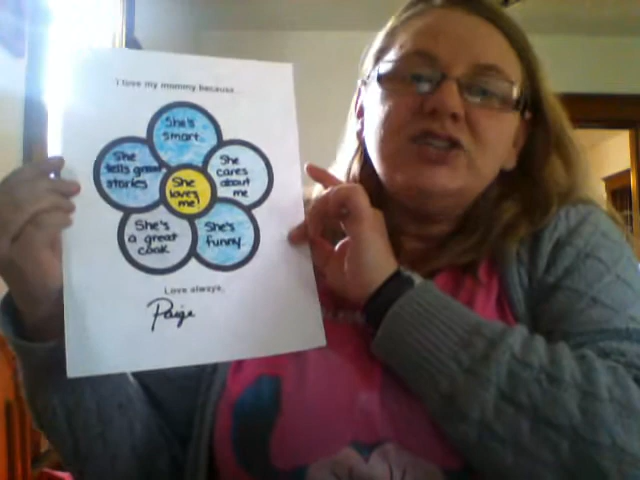 I love my mommy because...
She's
smart.
She
tells great
stories
She
cares
about
me
She
loves
me!
She's
a great
cook
She's
funny.
Love always,
Paige